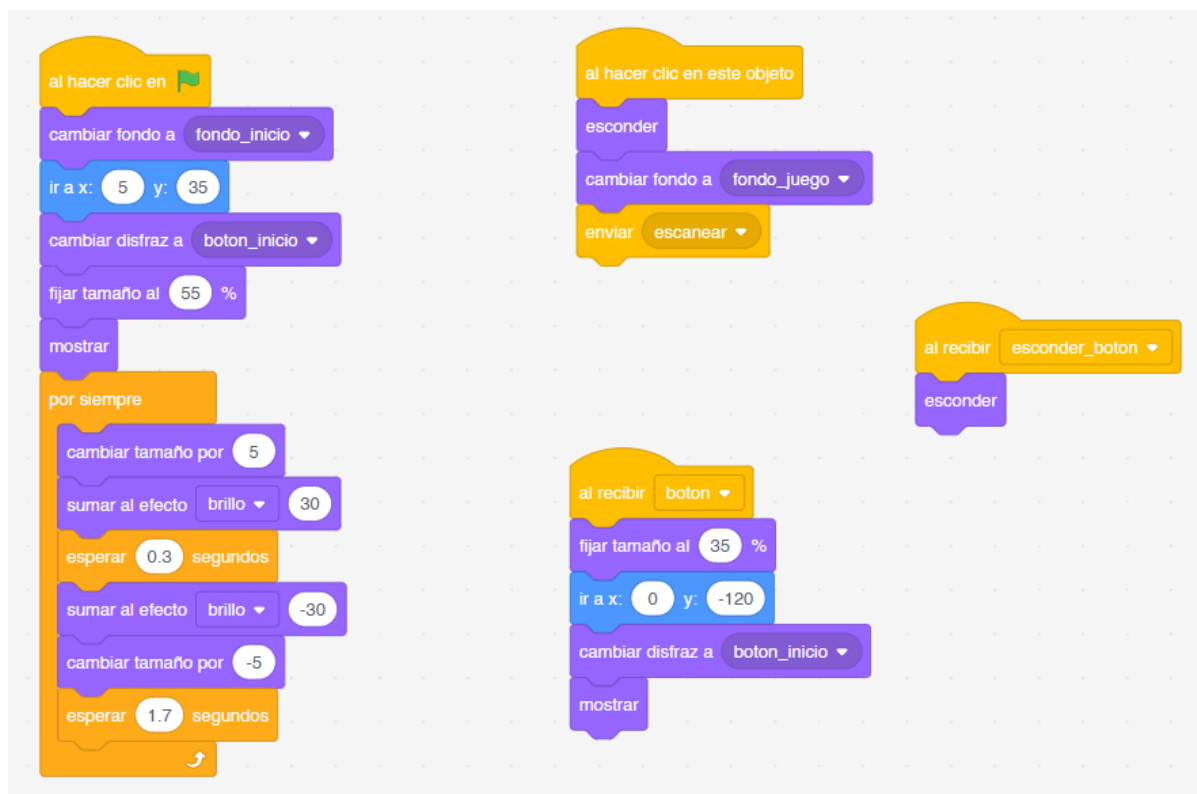 al hacer clic en
cambiar fondo a fondo_inicio
ir a x: 5 y: 35
cambiar disfraz a boton_inicio
fijar tamaño al 55 %
mostrar
por siempre
cambiar tamaño por 5
sumar al efecto brillo 30
esperar 0.3 segundos
sumar al efecto brillo -30
cambiar tamaño por -5
esperar 1.7 segundos
al hacer clic en este objeto
esconder
cambiar fondo a fondo_juego
enviar escanear
al recibir esconder_boton
esconder
al recibir boton
fijar tamaño al 35 %
ir a x: 0 y: -120
cambiar disfraz a boton_inicio
mostrar